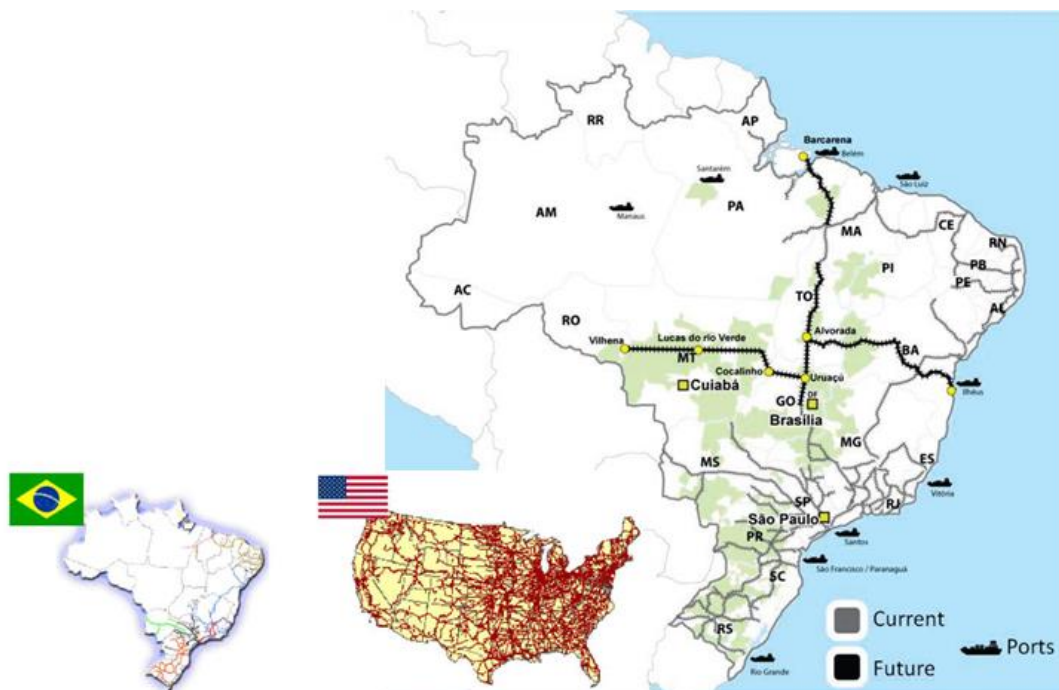 RR
AP
Barcarena
Belém
Santarém
São Luiz
AM
Manaus
PA
MA
CE
RN
PB
PI
PE
AC
TO
AL
RO
Vilhena
Lucas do rio Verde
Alvorada
MT
BA
Cocalinho
Uruaçú
Cuiabá
Ilhéus
GO
DF
Brasília
MG
MS
ES
Vitória
SP
RJ
São Paulo
PR
Santos
São Francisco / Paranaguá
SC
Current
RS
Ports
Rio Grande
Future